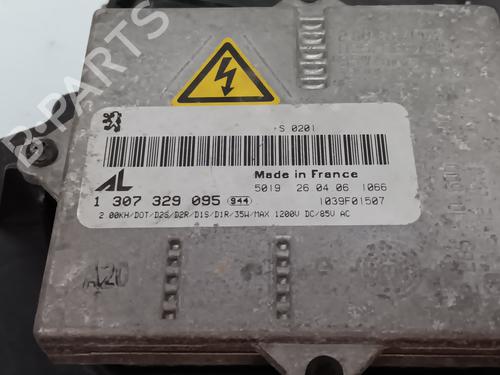 B-PARTS
S 0201
Made in France
5019 26 04 06 1066
AL
1 307 329 095 944
1039F01507
2.00KH/DOT/D2S/D2R/D1S/D1R/35W/MAX 1200V DC/85V AC